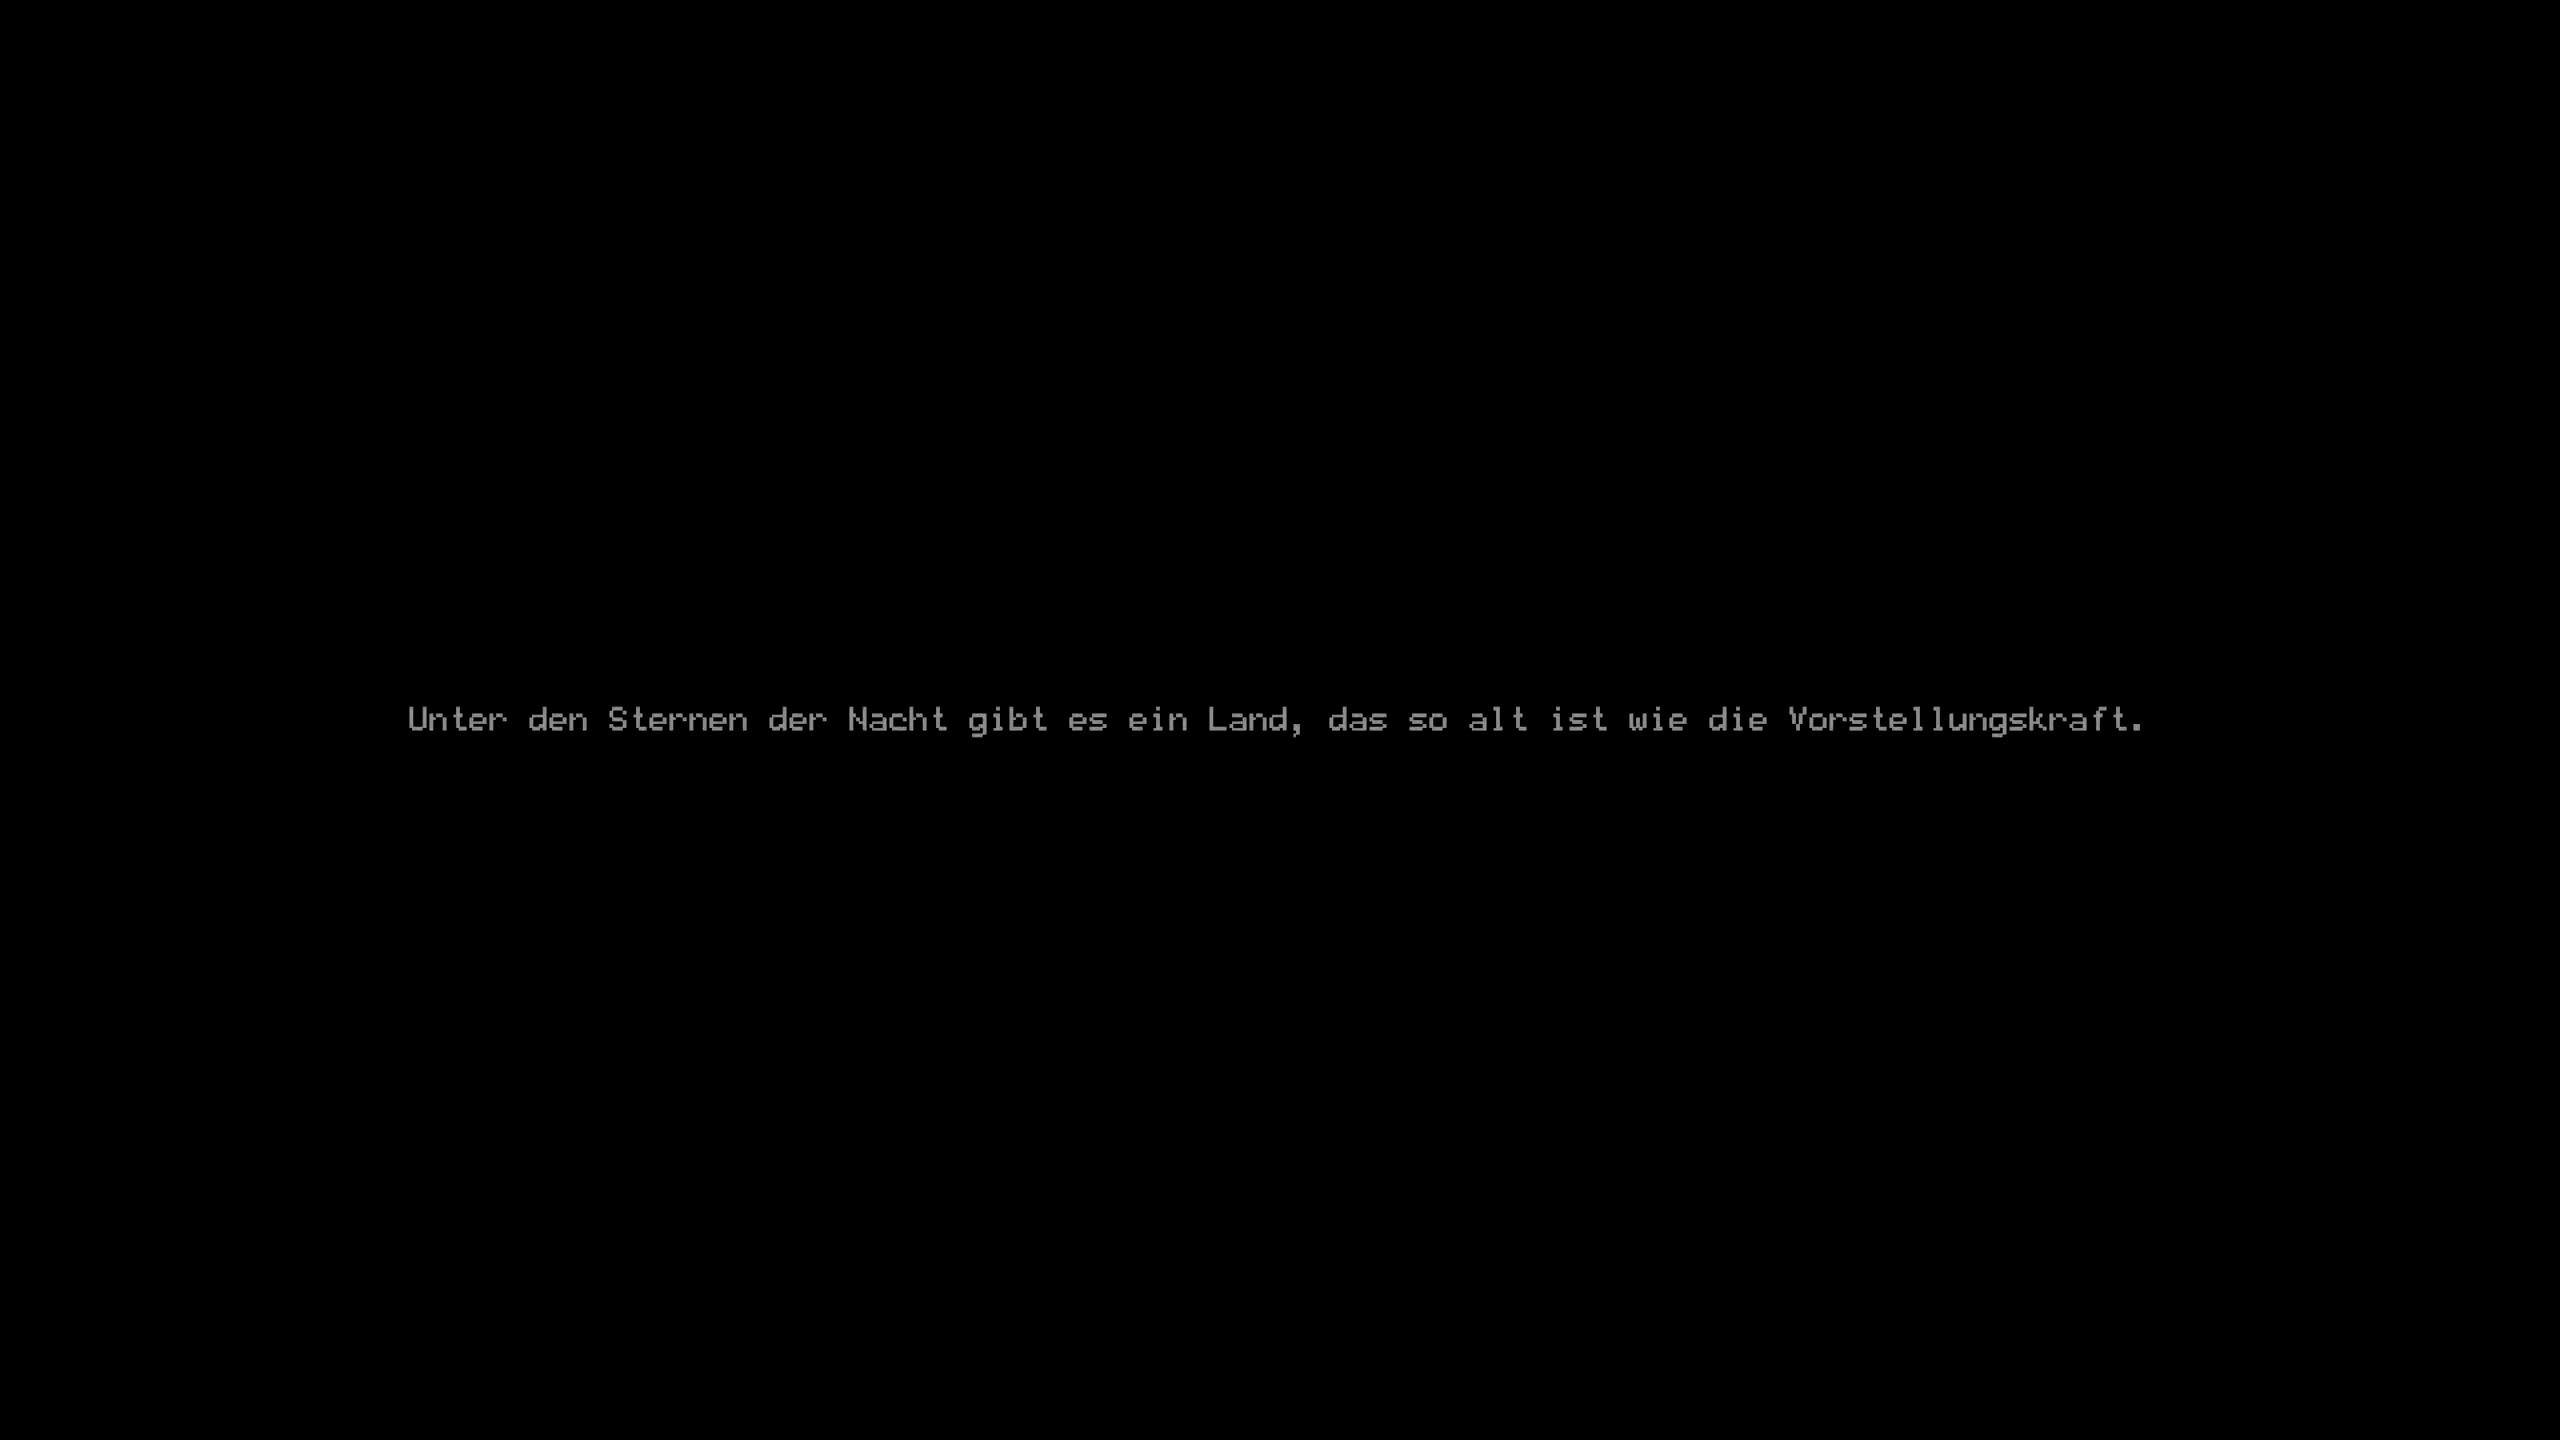 Unter den Sternen der Nacht gibt es ein Land, das so alt ist wie die Vorstellungskraft.